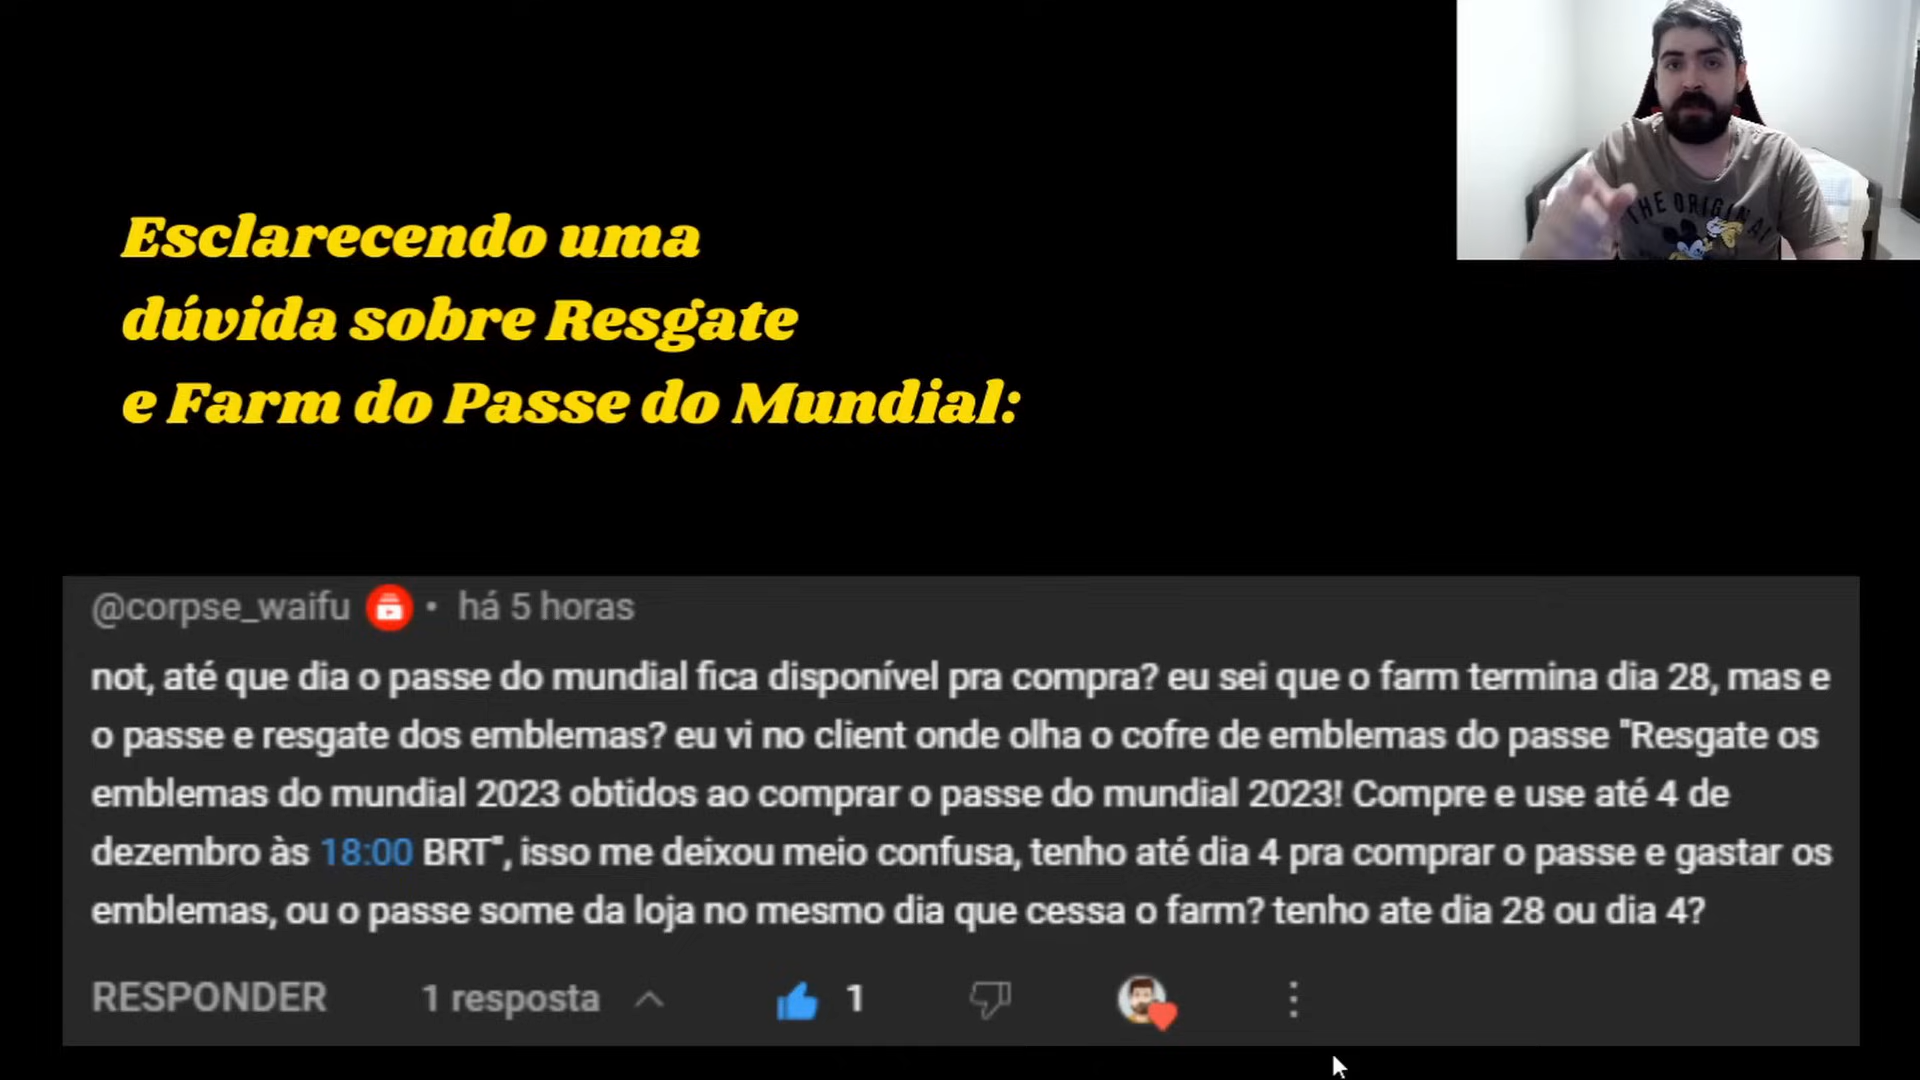 THE ORIGINAL
Esclarecendo uma
dúvida sobre Resgate
e Farm do Passe do Mundial:
@corpse_waifu • há 5 horas
not, até que dia o passe do mundial fica disponível pra compra? eu sei que o farm termina dia 28, mas e
o passe e resgate dos emblemas? eu vi no client onde olha o cofre de emblemas do passe "Resgate os
emblemas do mundial 2023 obtidos ao comprar o passe do mundial 2023! Compre e use até 4 de
dezembro às 18:00 BRT", isso me deixou meio confusa, tenho até dia 4 pra comprar o passe e gastar os
emblemas, ou o passe some da loja no mesmo dia que cessa o farm? tenho ate dia 28 ou dia 4?
RESPONDER 1 resposta 1